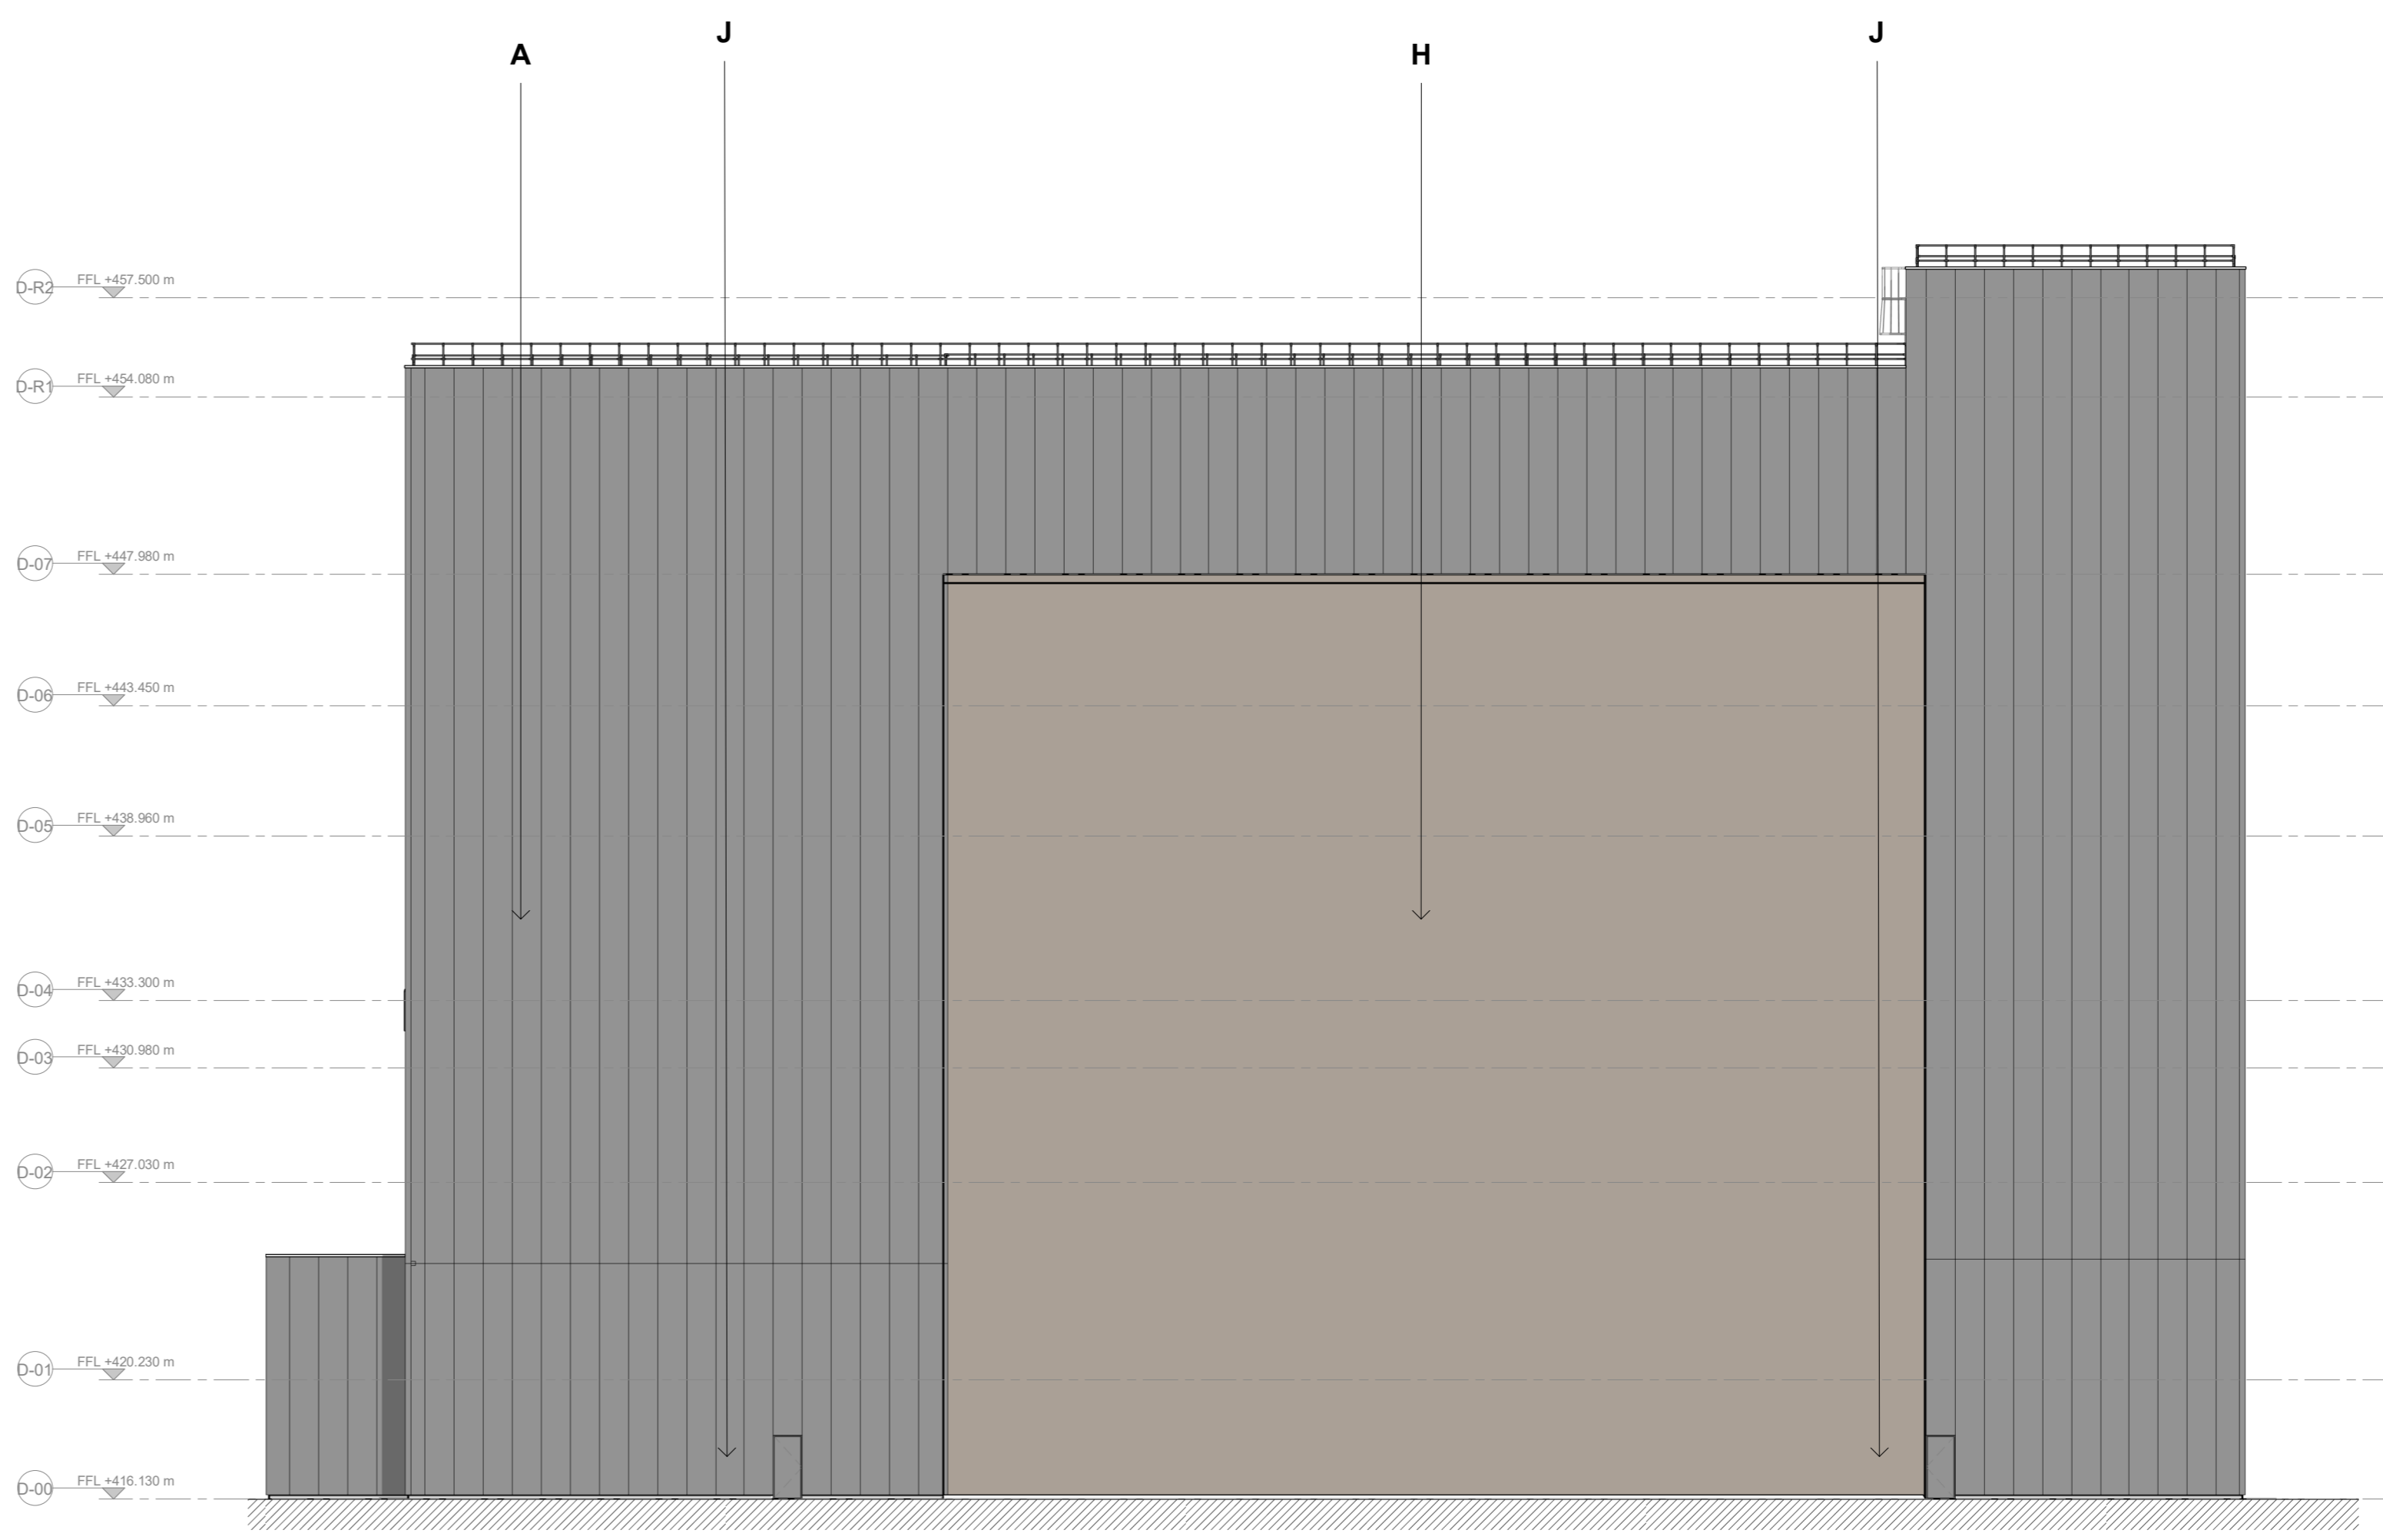 J J
A H
D-R2 FFL +457.500 m
D-R1 FFL +454.080 m
D-07 FFL +447.980 m
D-06 FFL +443.450 m
D-05 FFL +438.960 m
D-04 FFL +433.300 m
D-03 FFL +430.980 m
D-02 FFL +427.030 m
D-01 FFL +420.230 m
D-00 FFL +416.130 m